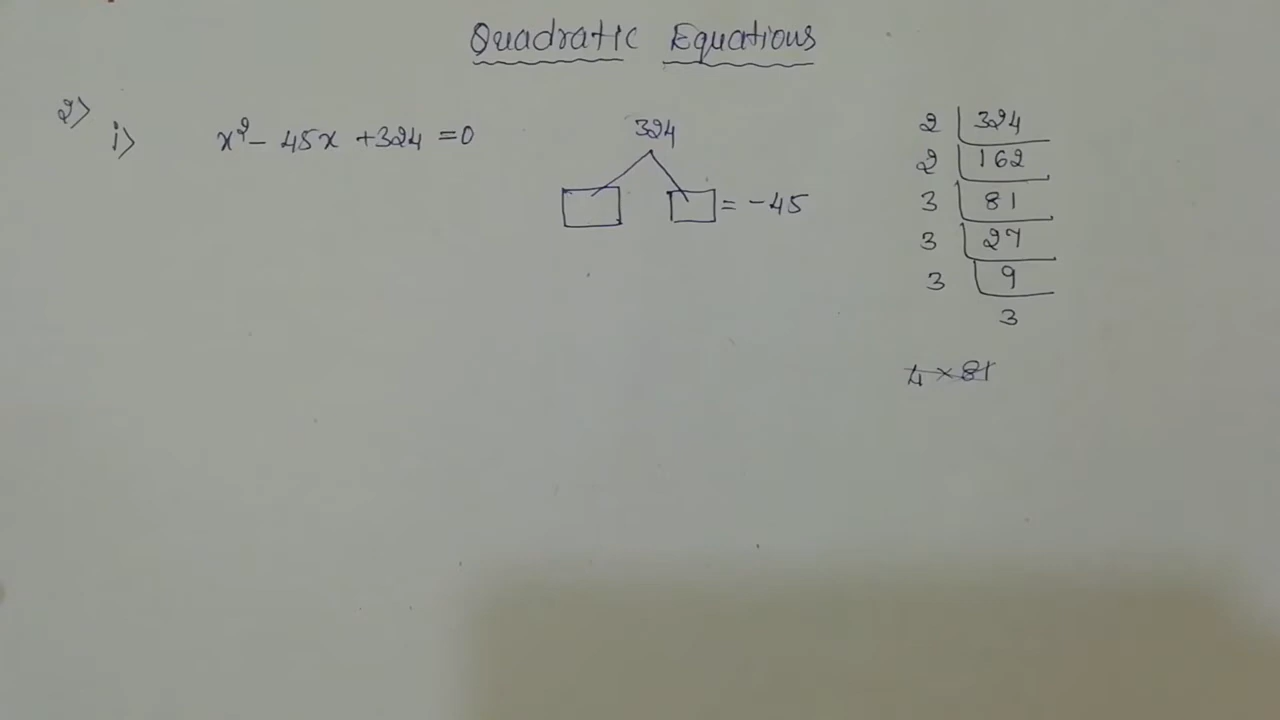 Quadratic Equations
2>
i> x² - 45x + 324 = 0
324
= -45
2 | 324
2 | 162
3 | 81
3 | 27
3 | 9
3
4 × 81